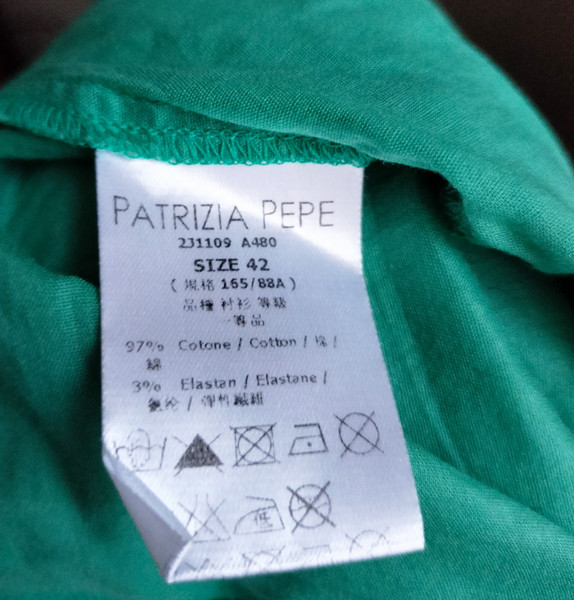 PATRIZIA PEPE
2J1109 A480
SIZE 42
(規格 165/88A)
品種 衬衫 等級
一等品
97% Cotone / Cotton / 棉 /
綿
3% Elastan / Elastane /
氨纶 / 弹性纖維
低